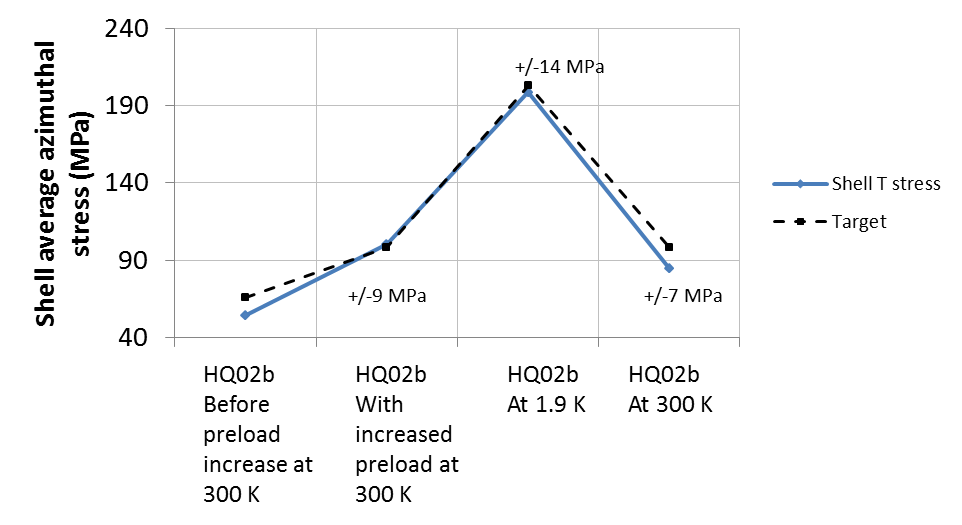 Shell average azimuthal
stress (MPa)
240
190
140
90
40
+/-14 MPa
+/-9 MPa
+/-7 MPa
Shell T stress
Target
HQ02b
Before
preload
increase at
300 K
HQ02b
With
increased
preload at
300 K
HQ02b
At 1.9 K
HQ02b
At 300 K